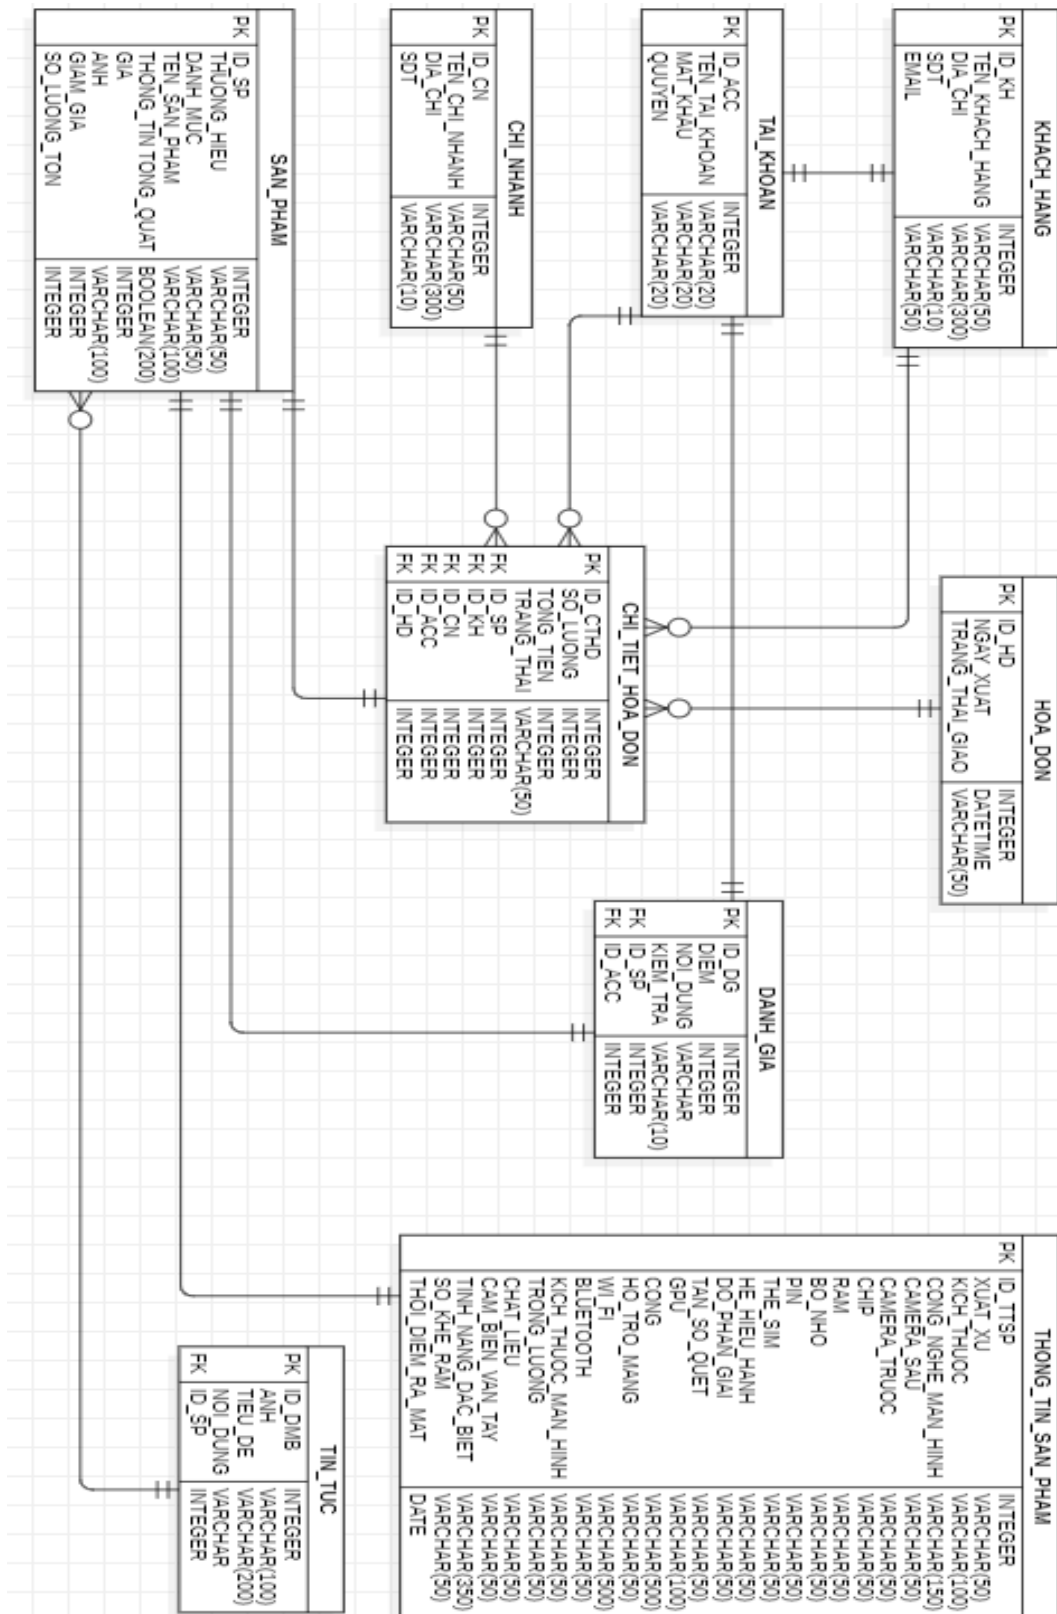 KHACH_HANG
PK ID_KH INTEGER
TEN_KHACH_HANG VARCHAR(50)
DIA_CHI VARCHAR(300)
SDT VARCHAR(10)
EMAIL VARCHAR(50)
HOA_DON
PK ID_HD INTEGER
NGAY_XUAT DATETIME
TRANG_THAI_GIAO VARCHAR(50)
THONG_TIN_SAN_PHAM
PK ID_TTSP INTEGER
XUAT_XU VARCHAR(50)
KICH_THUOC VARCHAR(100)
CONG_NGHE_MAN_HINH VARCHAR(150)
CAMERA_SAU VARCHAR(50)
CAMERA_TRUOC VARCHAR(50)
CHIP VARCHAR(50)
RAM VARCHAR(50)
BO_NHO VARCHAR(50)
PIN VARCHAR(50)
THE_SIM VARCHAR(50)
HE_HIEU_HANH VARCHAR(50)
DO_PHAN_GIAI VARCHAR(50)
TAN_SO_QUET VARCHAR(50)
GPU VARCHAR(100)
CONG VARCHAR(500)
HO_TRO_MANG VARCHAR(50)
WI_FI VARCHAR(500)
BLUETOOTH VARCHAR(50)
KICH_THUOC_MAN_HINH VARCHAR(50)
TRONG_LUONG VARCHAR(50)
CHAT_LIEU VARCHAR(50)
CAM_BIEN_VAN_TAY VARCHAR(50)
TINH_NANG_DAC_BIET VARCHAR(350)
SO_KHE_RAM VARCHAR(50)
THOI_DIEM_RA_MAT DATE
TAI_KHOAN
PK ID_ACC INTEGER
TEN_TAI_KHOAN VARCHAR(20)
MAT_KHAU VARCHAR(20)
QUUYEN VARCHAR(20)
DANH_GIA
PK ID_DG INTEGER
DIEM INTEGER
NOI_DUNG VARCHAR
KIEM_TRA VARCHAR(10)
FK ID_SP INTEGER
FK ID_ACC INTEGER
CHI_TIET_HOA_DON
PK ID_CTHD INTEGER
SO_LUONG INTEGER
TONG_TIEN INTEGER
TRANG_THAI VARCHAR(50)
FK ID_SP INTEGER
FK ID_KH INTEGER
FK ID_CN INTEGER
FK ID_ACC INTEGER
FK ID_HD INTEGER
CHI_NHANH
PK ID_CN INTEGER
TEN_CHI_NHANH VARCHAR(50)
DIA_CHI VARCHAR(300)
SDT VARCHAR(10)
TIN_TUC
PK ID_DMB INTEGER
ANH VARCHAR(100)
TIEU_DE VARCHAR(200)
NOI_DUNG VARCHAR
FK ID_SP INTEGER
SAN_PHAM
PK ID_SP INTEGER
THUONG_HIEU VARCHAR(50)
DANH_MUC VARCHAR(50)
TEN_SAN_PHAM VARCHAR(100)
THONG_TIN TONG_QUAT BOOLEAN(200)
GIA INTEGER
ANH VARCHAR(100)
GIAM_GIA INTEGER
SO_LUONG_TON INTEGER